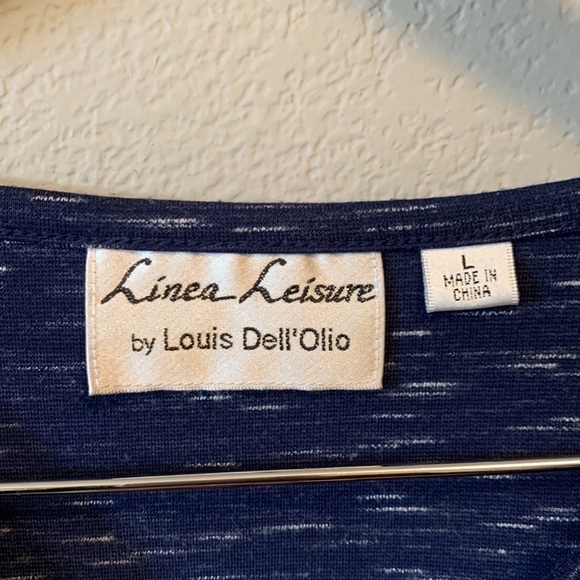 Linea Leisure
by Louis Dell'Olio
L
MADE IN
CHINA